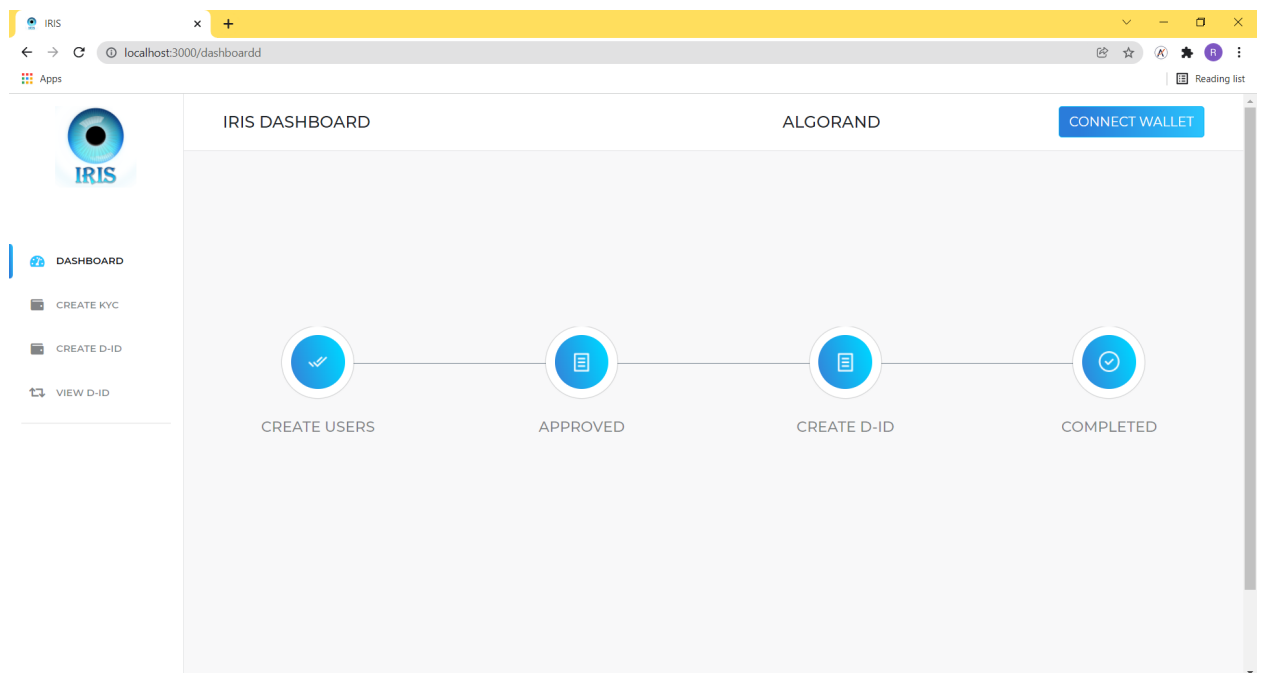 IRIS
localhost:3000/dashboardd
R
Apps
Reading list
IRIS
IRIS DASHBOARD
ALGORAND
CONNECT WALLET
DASHBOARD
CREATE KYC
CREATE D-ID
VIEW D-ID
CREATE USERS
APPROVED
CREATE D-ID
COMPLETED